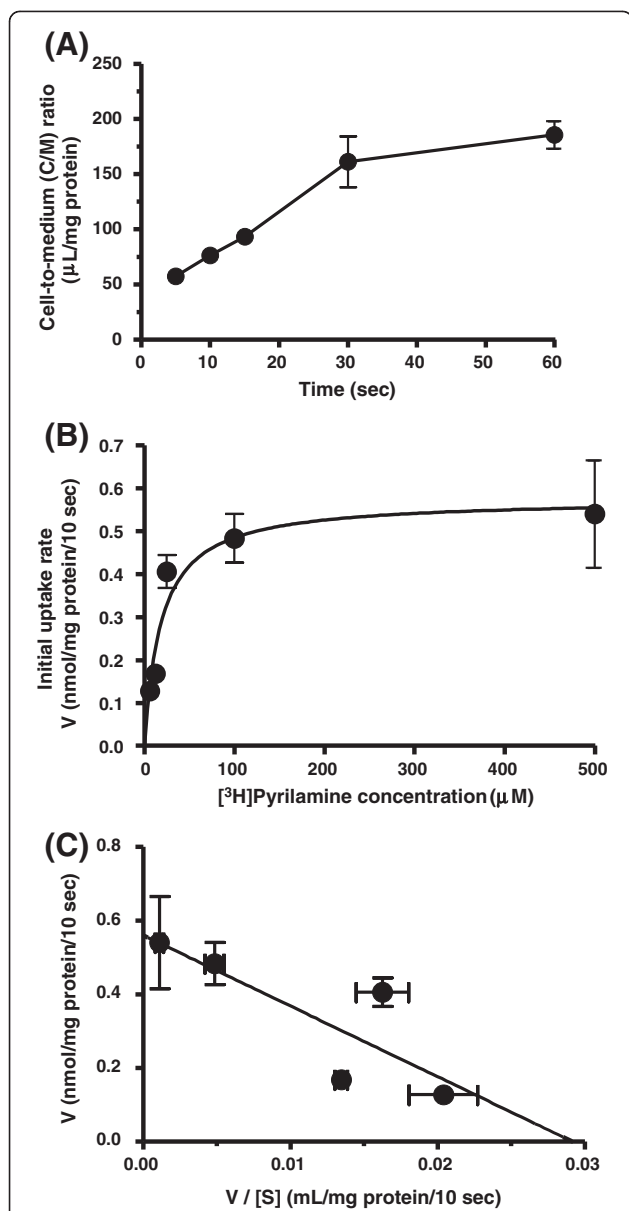 (A)
250
200
150
100
50
0
Cell-to-medium (C/M) ratio
(μL/mg protein)
0 10 20 30 40 50 60
Time (sec)
(B)
0.7
0.6
0.5
0.4
0.3
0.2
0.1
0.0
Initial uptake rate
V (nmol/mg protein/10 sec)
0 100 200 300 400 500
[³H]Pyrilamine concentration (μM)
(C)
0.8
0.6
0.4
0.2
0.0
V (nmol/mg protein/10 sec)
0.00 0.01 0.02 0.03
V / [S] (mL/mg protein/10 sec)